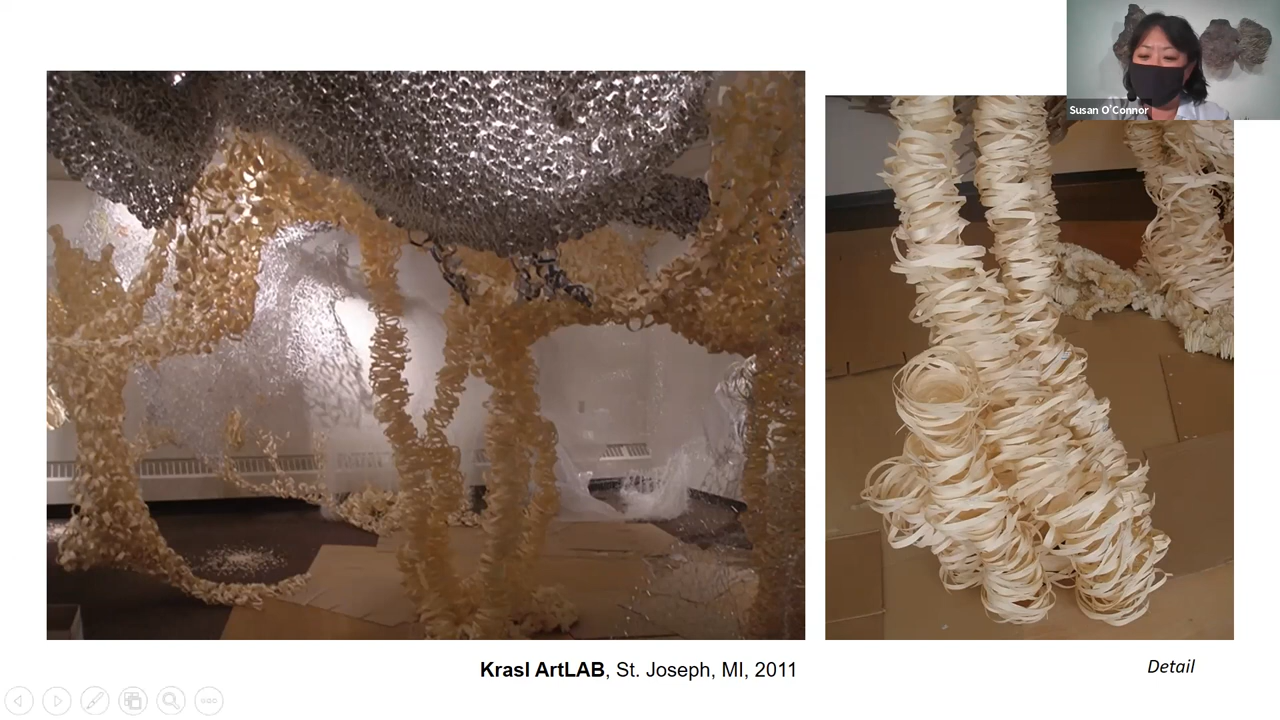 Susan O'Connor
Krasl ArtLAB, St. Joseph, MI, 2011
Detail